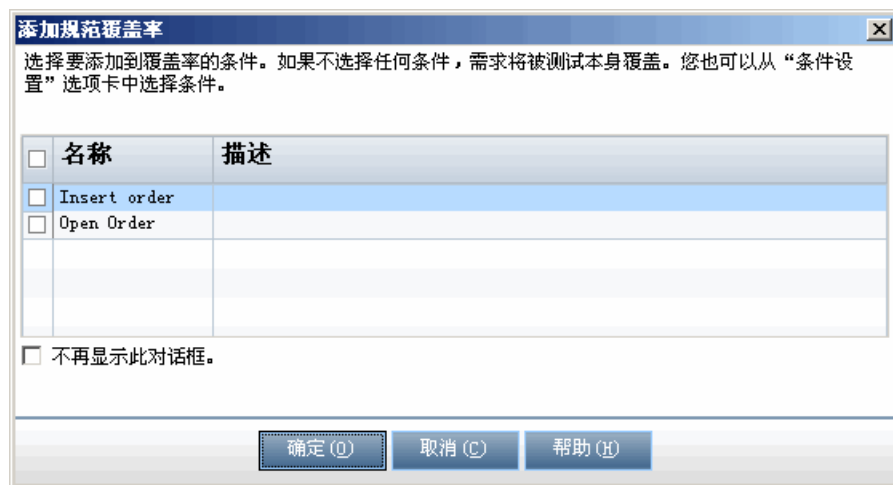 添加规范覆盖率
选择要添加到覆盖率的条件。如果不选择任何条件，需求将被测试本身覆盖。您也可以从“条件设
置”选项卡中选择条件。
名称 描述
Insert order
Open Order
不再显示此对话框。
确定(O) 取消(C) 帮助(H)